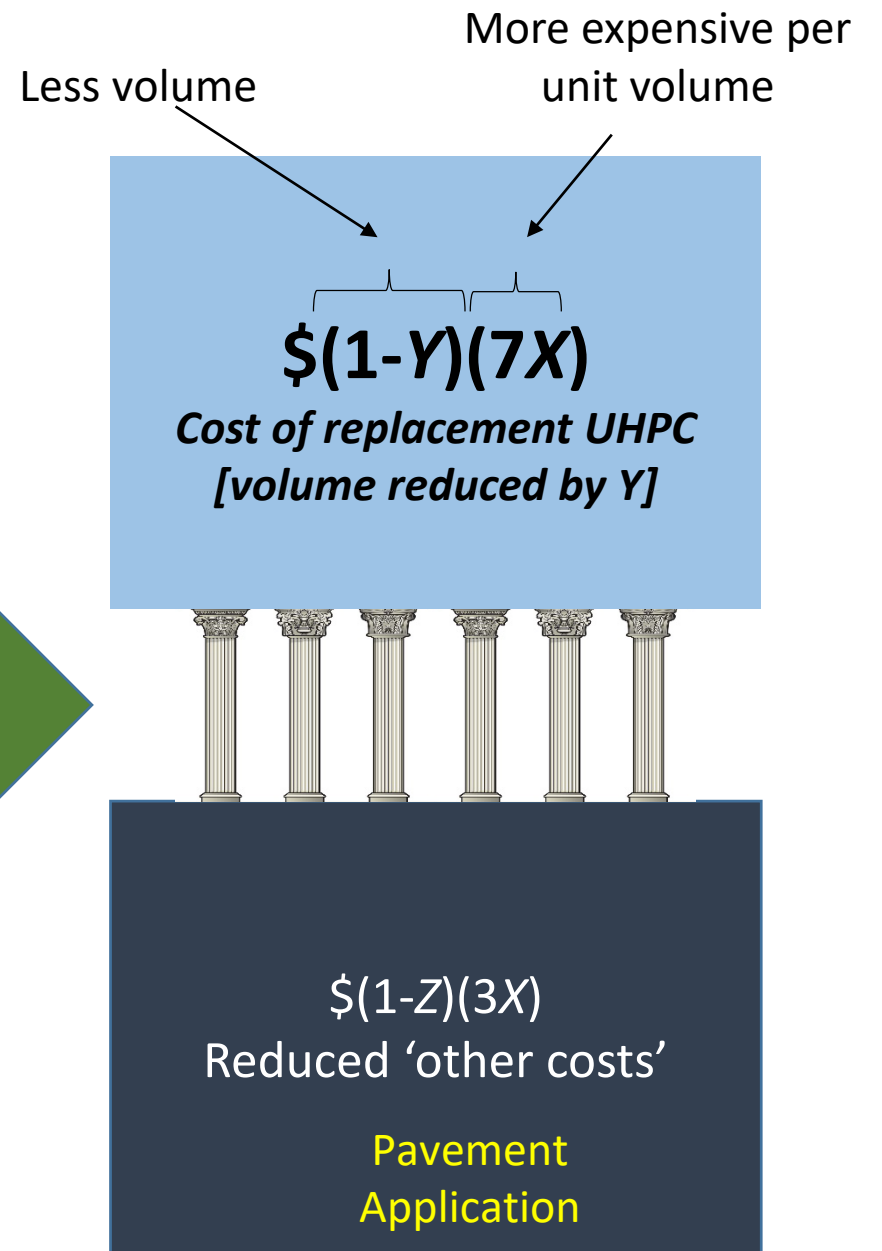 Less volume
More expensive per
unit volume
$(1-Y)(7X)
Cost of replacement UHPC
[volume reduced by Y]
$(1-Z)(3X)
Reduced ‘other costs’
Pavement
Application